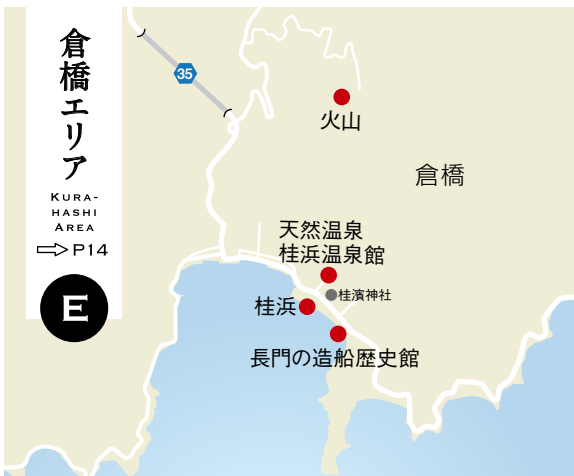 倉橋エリア
KURA-
HASHI
AREA
⇨P14
E
35
火山
倉橋
天然温泉
桂浜温泉館
桂濱神社
桂浜
長門の造船歴史館